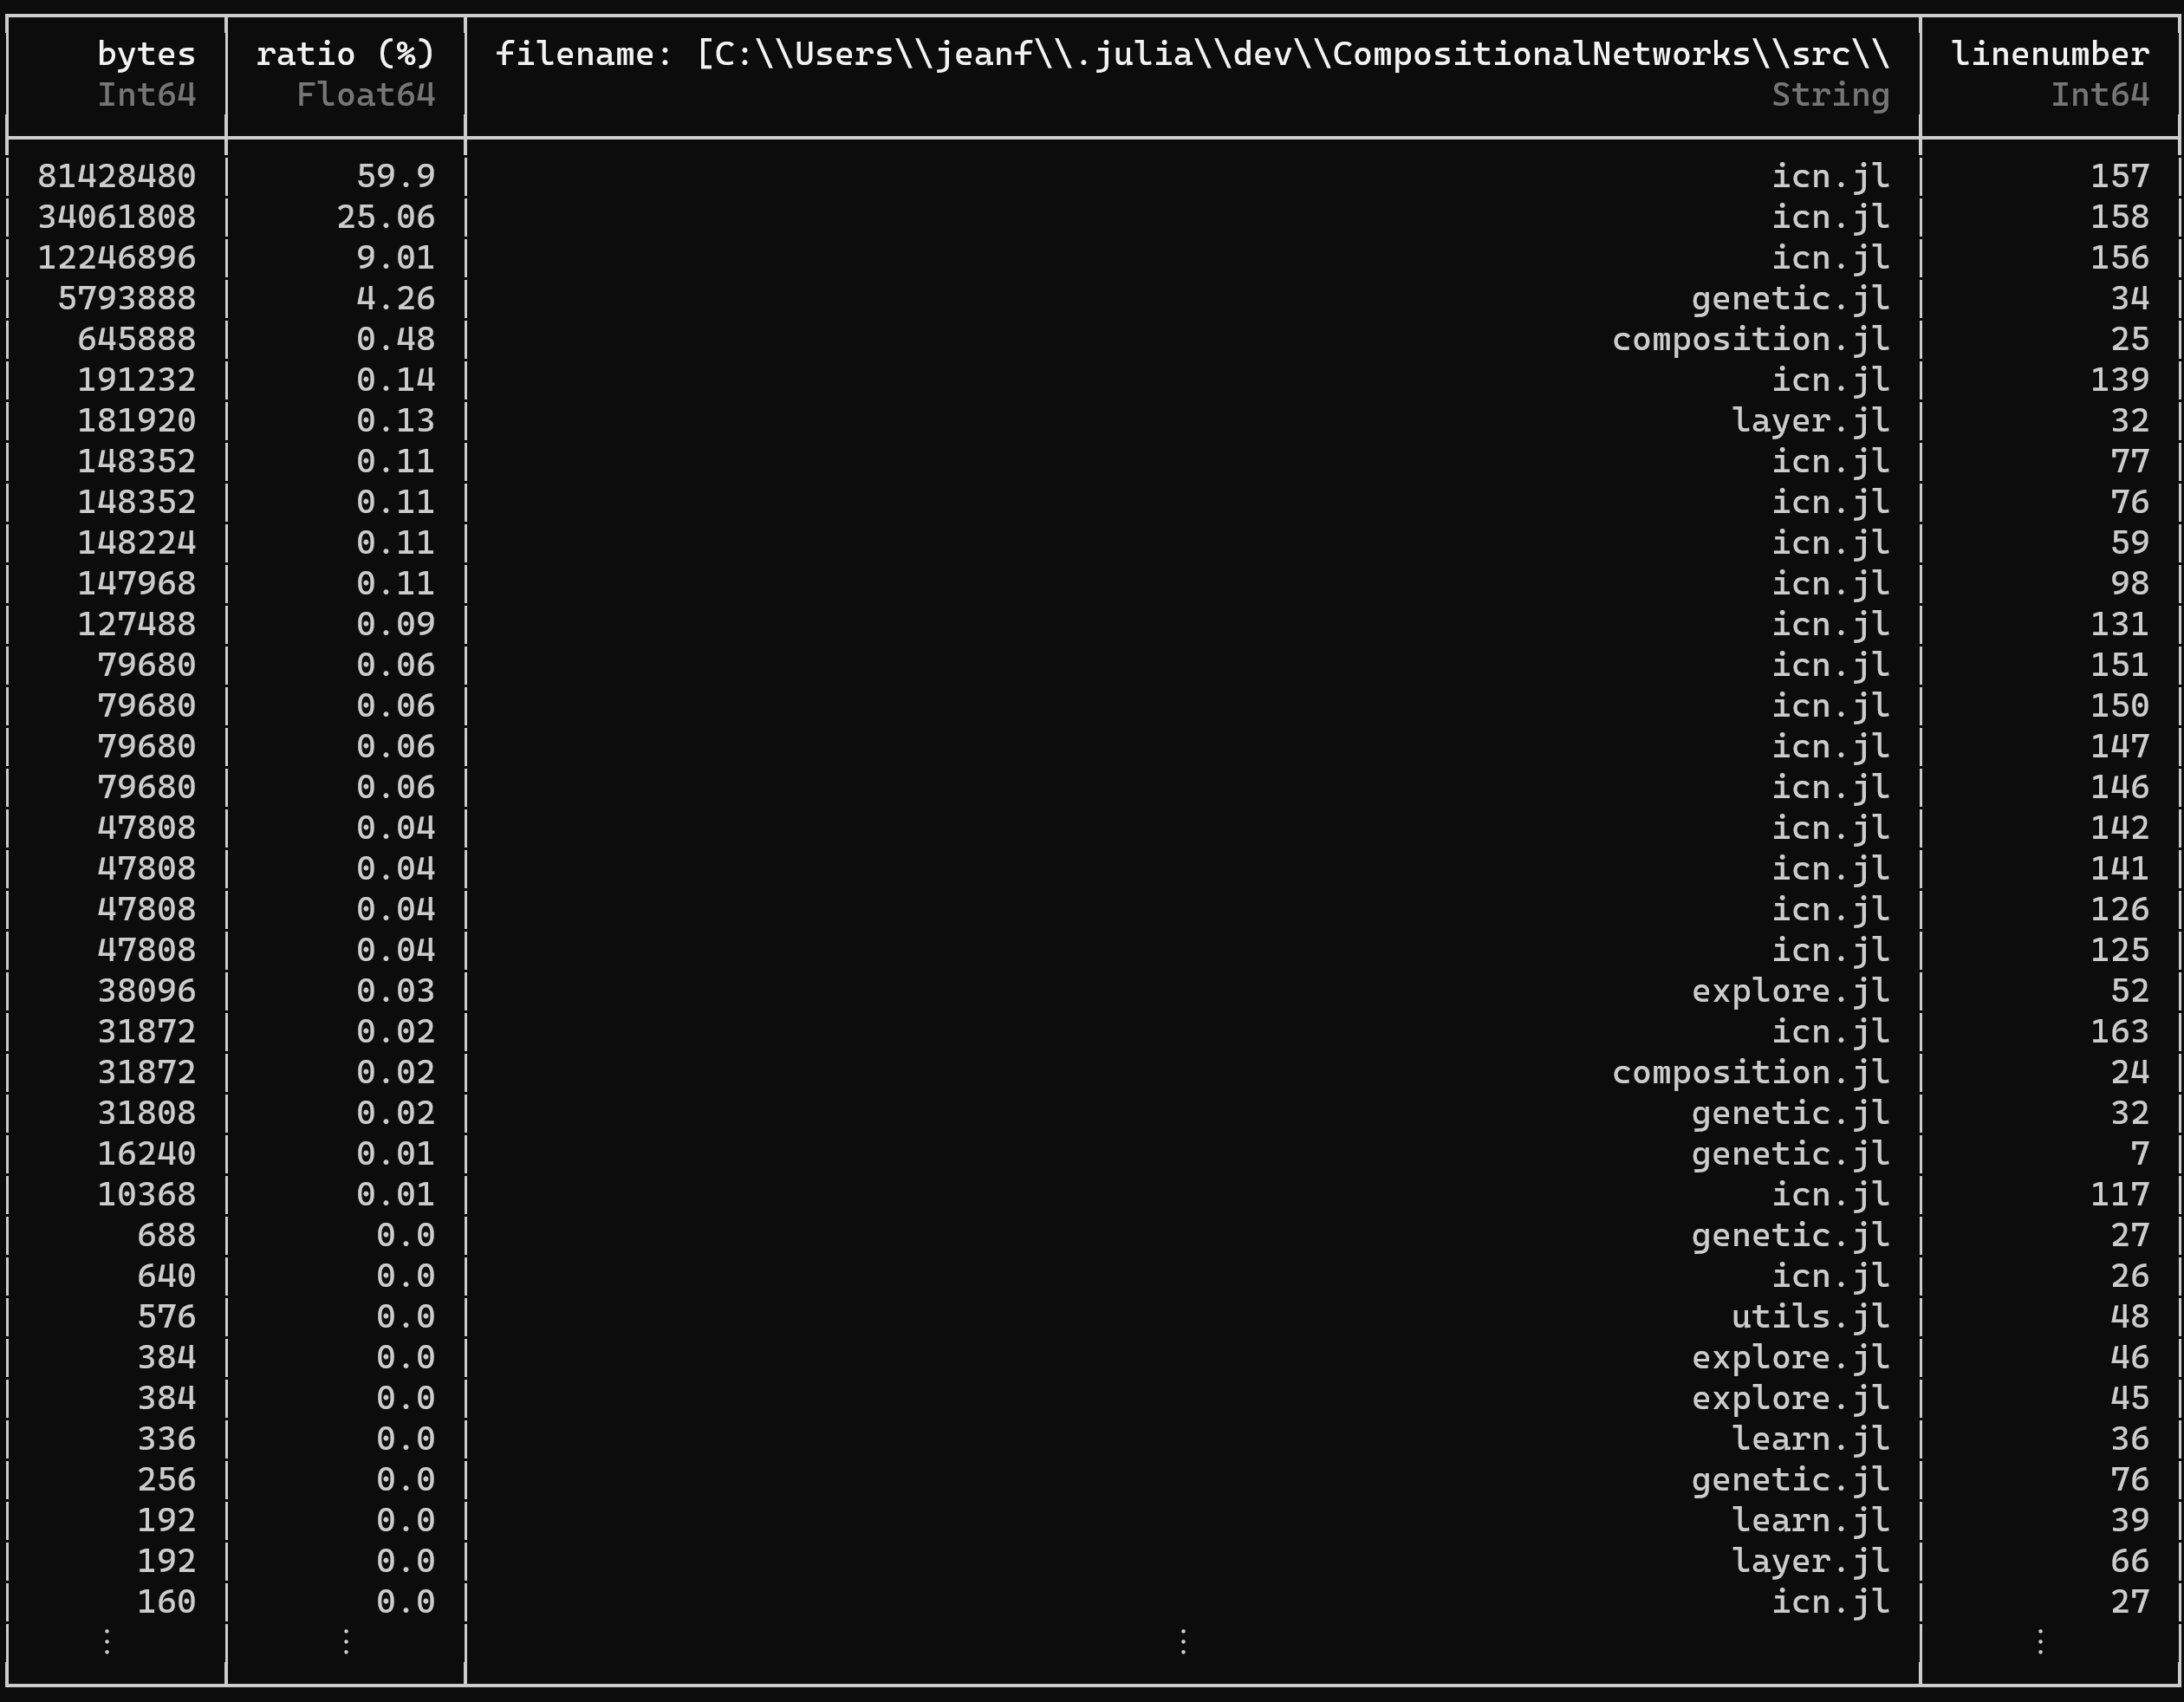 bytes ratio (%) filename: [C:\\Users\\jeanf\\.julia\\dev\\CompositionalNetworks\\src\\ linenumber
Int64 Float64 String Int64
81428480 59.9 icn.jl 157
34061808 25.06 icn.jl 158
12246896 9.01 icn.jl 156
5793888 4.26 genetic.jl 34
645888 0.48 composition.jl 25
191232 0.14 icn.jl 139
181920 0.13 layer.jl 32
148352 0.11 icn.jl 77
148352 0.11 icn.jl 76
148224 0.11 icn.jl 59
147968 0.11 icn.jl 98
127488 0.09 icn.jl 131
79680 0.06 icn.jl 151
79680 0.06 icn.jl 150
79680 0.06 icn.jl 147
79680 0.06 icn.jl 146
47808 0.04 icn.jl 142
47808 0.04 icn.jl 141
47808 0.04 icn.jl 126
47808 0.04 icn.jl 125
38096 0.03 explore.jl 52
31872 0.02 icn.jl 163
31872 0.02 composition.jl 24
31808 0.02 genetic.jl 32
16240 0.01 genetic.jl 7
10368 0.01 icn.jl 117
688 0.0 genetic.jl 27
640 0.0 icn.jl 26
576 0.0 utils.jl 48
384 0.0 explore.jl 46
384 0.0 explore.jl 45
336 0.0 learn.jl 36
256 0.0 genetic.jl 76
192 0.0 learn.jl 39
192 0.0 layer.jl 66
160 0.0 icn.jl 27
⋮ ⋮ ⋮ ⋮